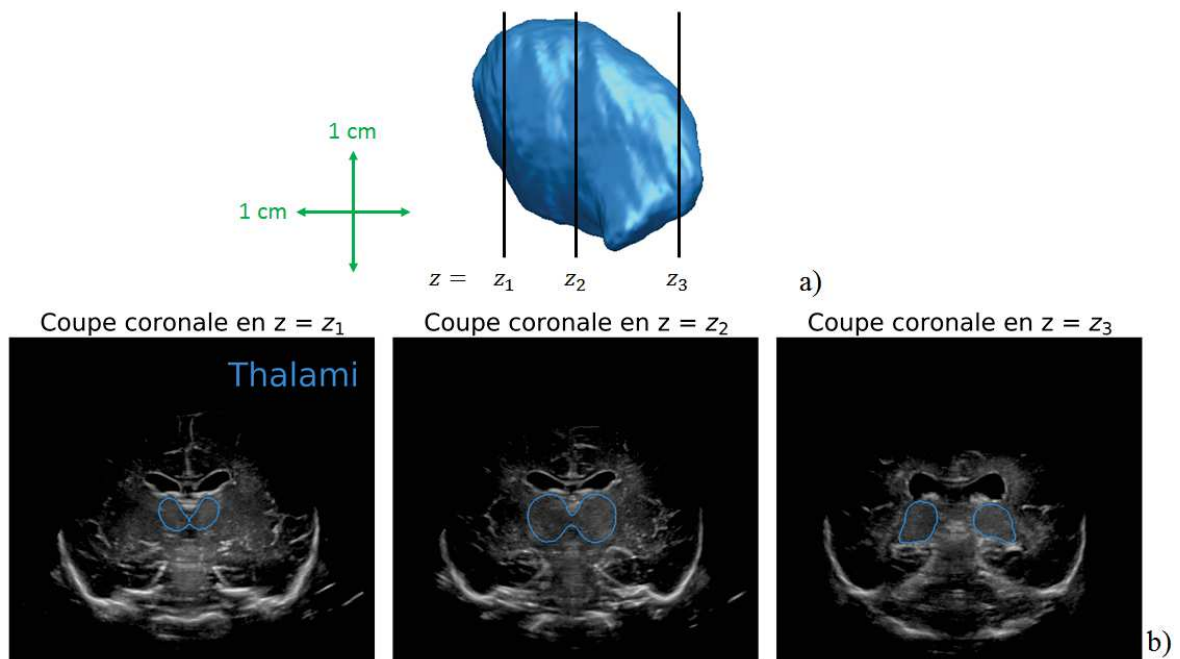 1 cm
1 cm
z = z₁ z₂ z₃
a)
Coupe coronale en z = z₁
Coupe coronale en z = z₂
Coupe coronale en z = z₃
Thalami
b)